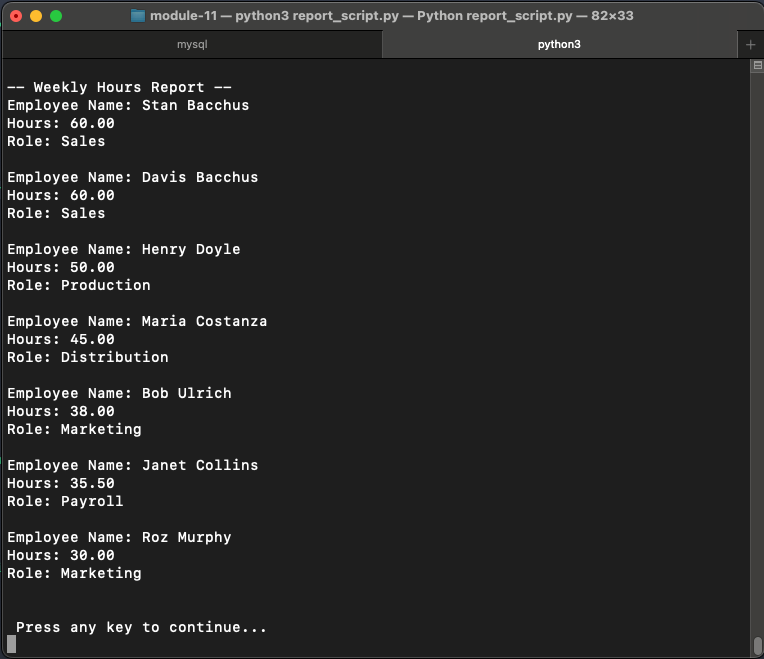 module-11 — python3 report_script.py — Python report_script.py — 82×33
mysql
python3
+
-- Weekly Hours Report --
Employee Name: Stan Bacchus
Hours: 60.00
Role: Sales
Employee Name: Davis Bacchus
Hours: 60.00
Role: Sales
Employee Name: Henry Doyle
Hours: 50.00
Role: Production
Employee Name: Maria Costanza
Hours: 45.00
Role: Distribution
Employee Name: Bob Ulrich
Hours: 38.00
Role: Marketing
Employee Name: Janet Collins
Hours: 35.50
Role: Payroll
Employee Name: Roz Murphy
Hours: 30.00
Role: Marketing
Press any key to continue...